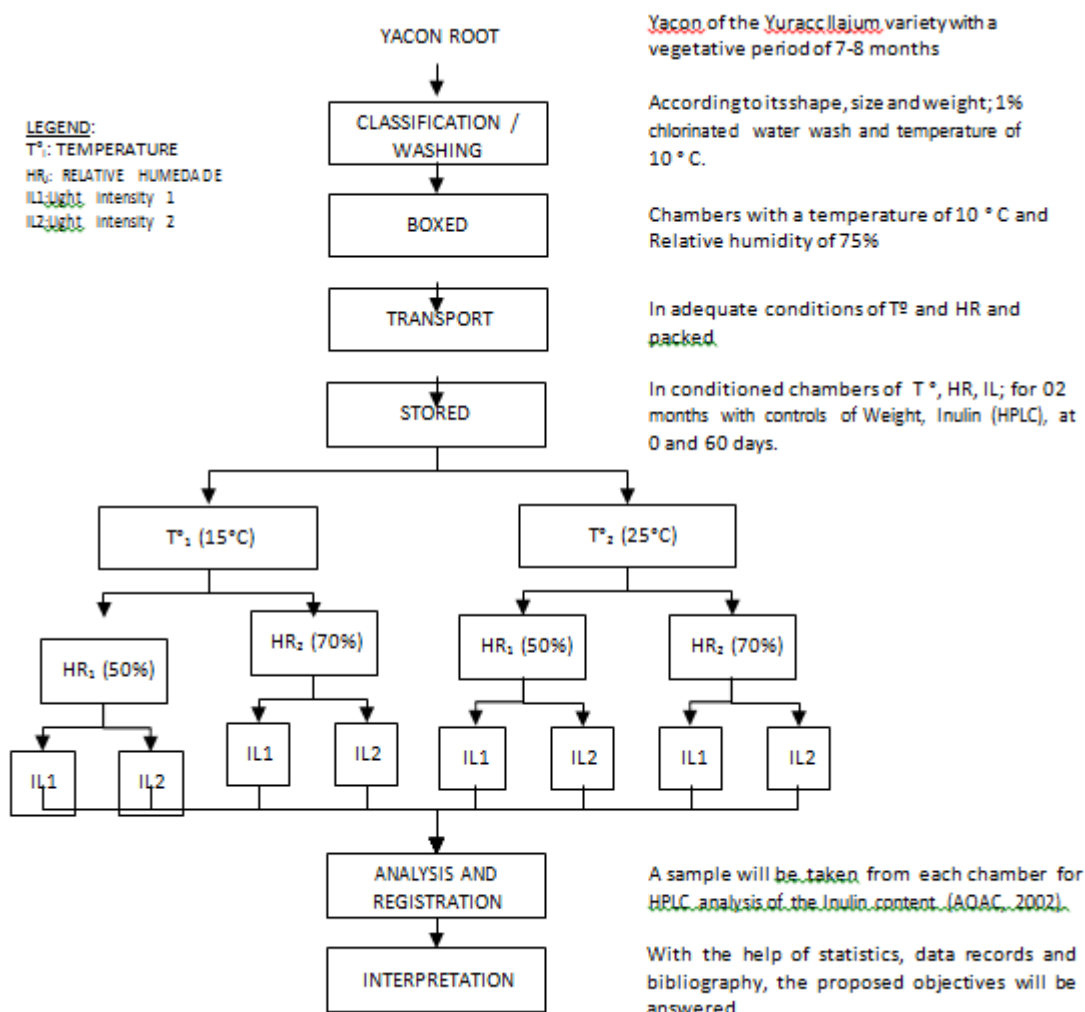 YACON ROOT
Yacon of the Yuraccllajum variety with a
vegetative period of 7-8 months
LEGEND:
T°ᵢ: TEMPERATURE
HRⱼ: RELATIVE HUMEDADE
IL1:Light Intensity 1
IL2:Light Intensity 2
CLASSIFICATION /
WASHING
According to its shape, size and weight; 1%
chlorinated water wash and temperature of
10 ° C.
BOXED
Chambers with a temperature of 10 ° C and
Relative humidity of 75%
TRANSPORT
In adequate conditions of Tº and HR and
packed
STORED
In conditioned chambers of T °, HR, IL; for 02
months with controls of Weight, Inulin (HPLC), at
0 and 60 days.
T°₁ (15°C)
T°₂ (25°C)
HR₁ (50%)
HR₂ (70%)
HR₁ (50%)
HR₂ (70%)
IL1
IL2
IL1
IL2
IL1
IL2
IL1
IL2
ANALYSIS AND
REGISTRATION
A sample will be taken from each chamber for
HPLC analysis of the Inulin content (AOAC, 2002).
INTERPRETATION
With the help of statistics, data records and
bibliography, the proposed objectives will be
answered